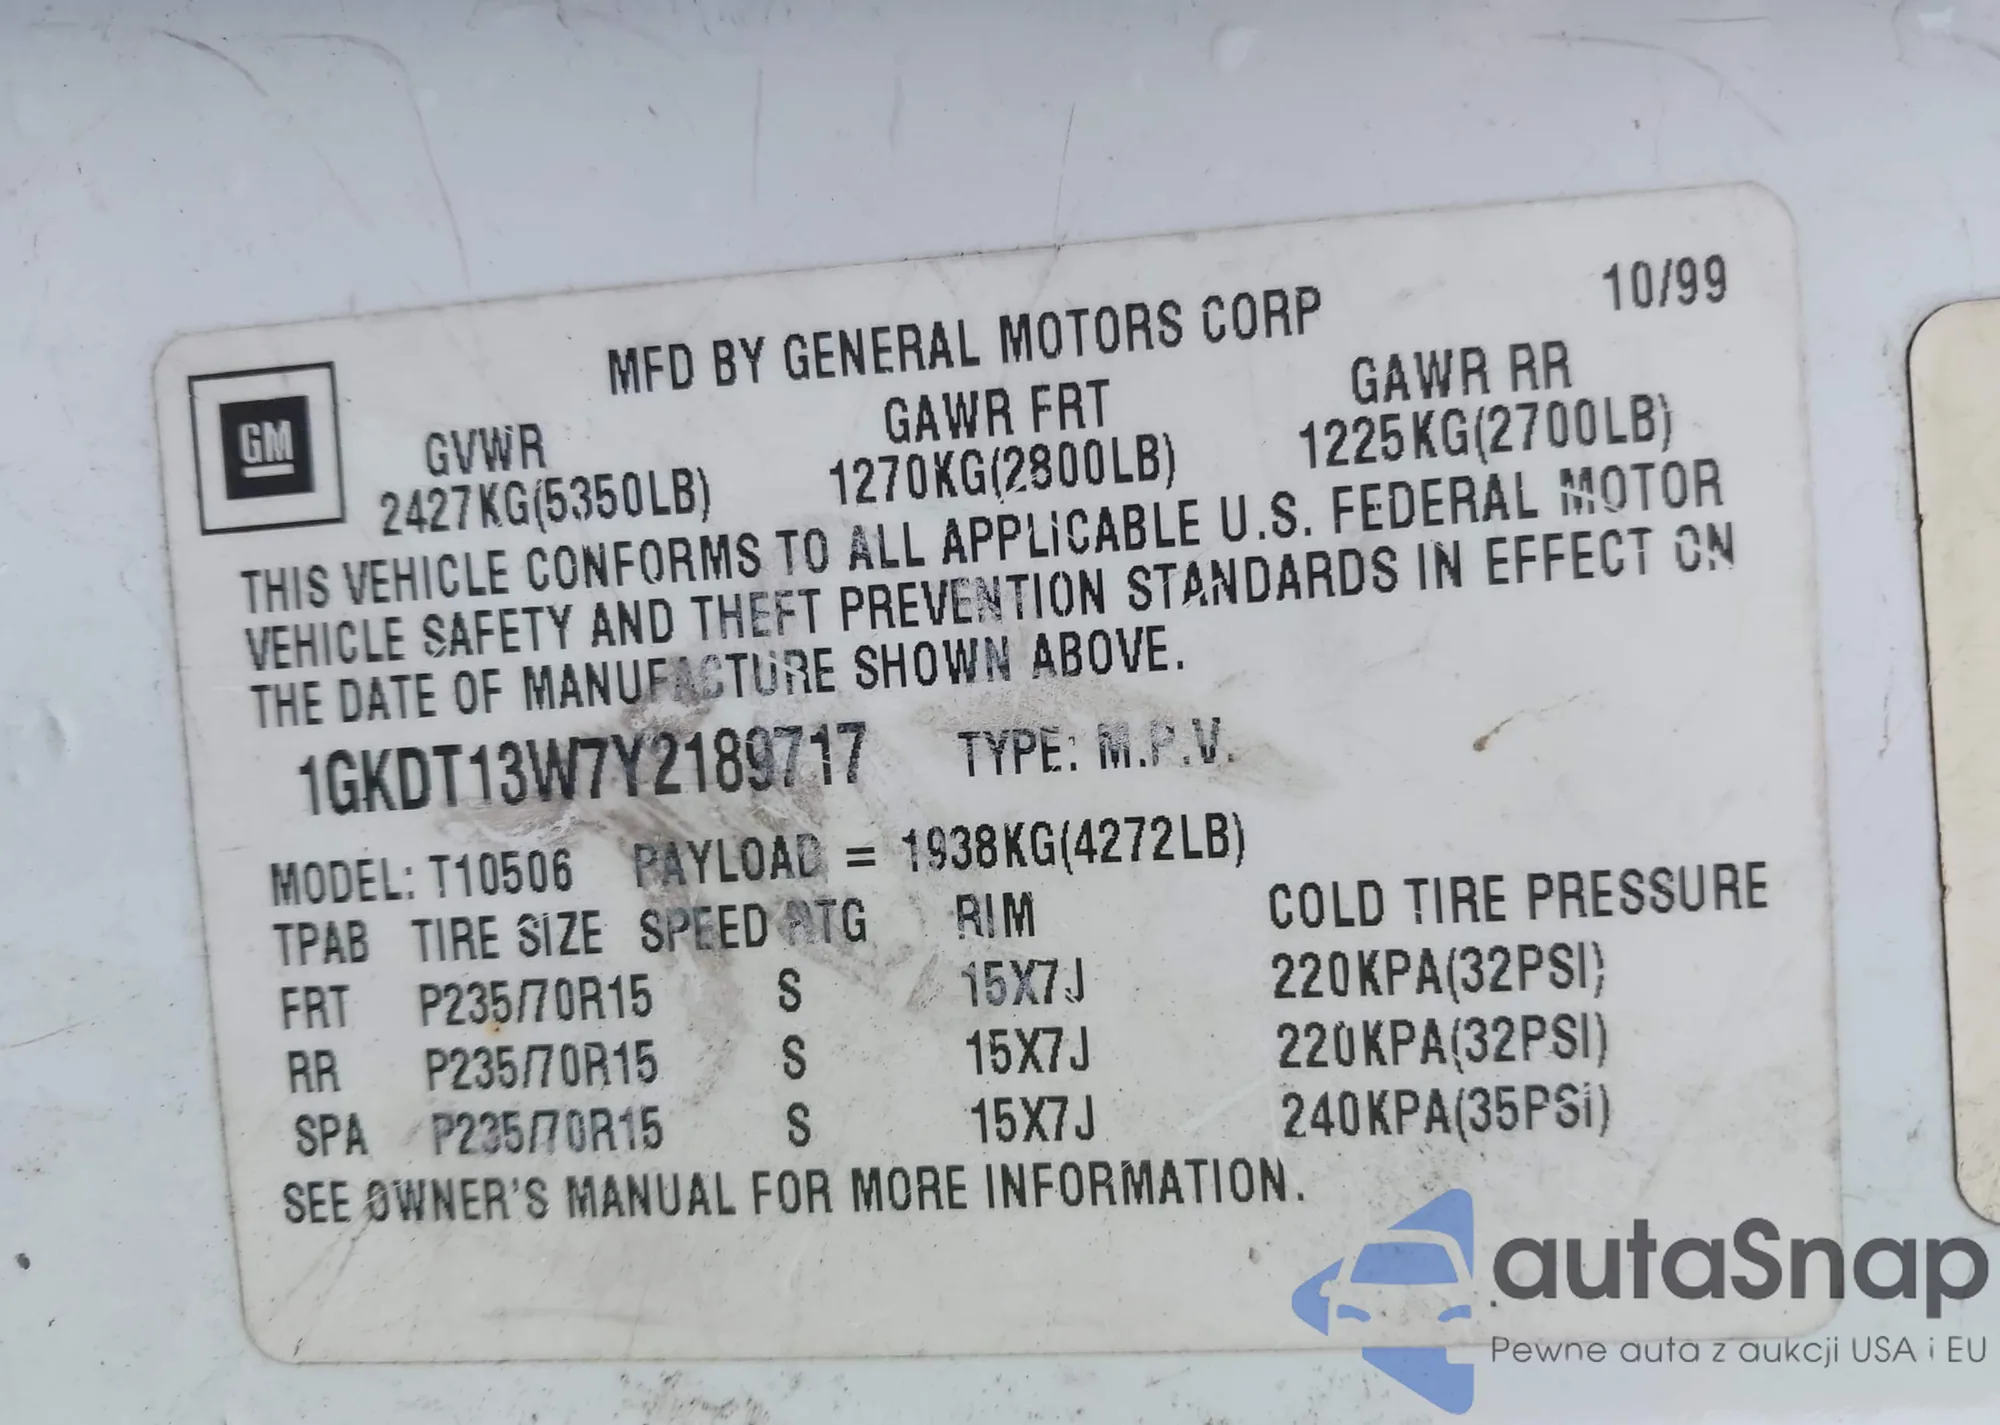 10/99
MFD BY GENERAL MOTORS CORP
GM
GVWR GAWR FRT GAWR RR
2427KG(5350LB) 1270KG(2800LB) 1225KG(2700LB)
THIS VEHICLE CONFORMS TO ALL APPLICABLE U.S. FEDERAL MOTOR
VEHICLE SAFETY AND THEFT PREVENTION STANDARDS IN EFFECT ON
THE DATE OF MANUFACTURE SHOWN ABOVE.
1GKDT13W7Y2189717 TYPE: M.P.V.
MODEL: T10506 PAYLOAD = 1938KG(4272LB)
TPAB TIRE SIZE SPEED RTG RIM COLD TIRE PRESSURE
FRT P235/70R15 S 15X7J 220KPA(32PSI)
RR P235/70R15 S 15X7J 220KPA(32PSI)
SPA P235/70R15 S 15X7J 240KPA(35PSI)
SEE OWNER'S MANUAL FOR MORE INFORMATION.
autaSnap
Pewne auta z aukcji USA i EU